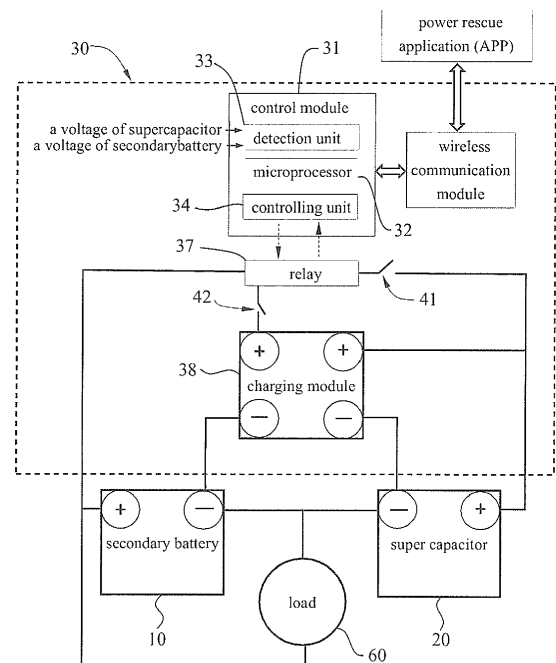 power rescue
application (APP)
30
31
33
control module
a voltage of supercapacitor
a voltage of secondarybattery
detection unit
wireless
communication
module
microprocessor
34
controlling unit
32
37
relay
41
42
+
+
38
charging module
—
—
+
—
—
+
secondary battery
super capacitor
load
10
60
20